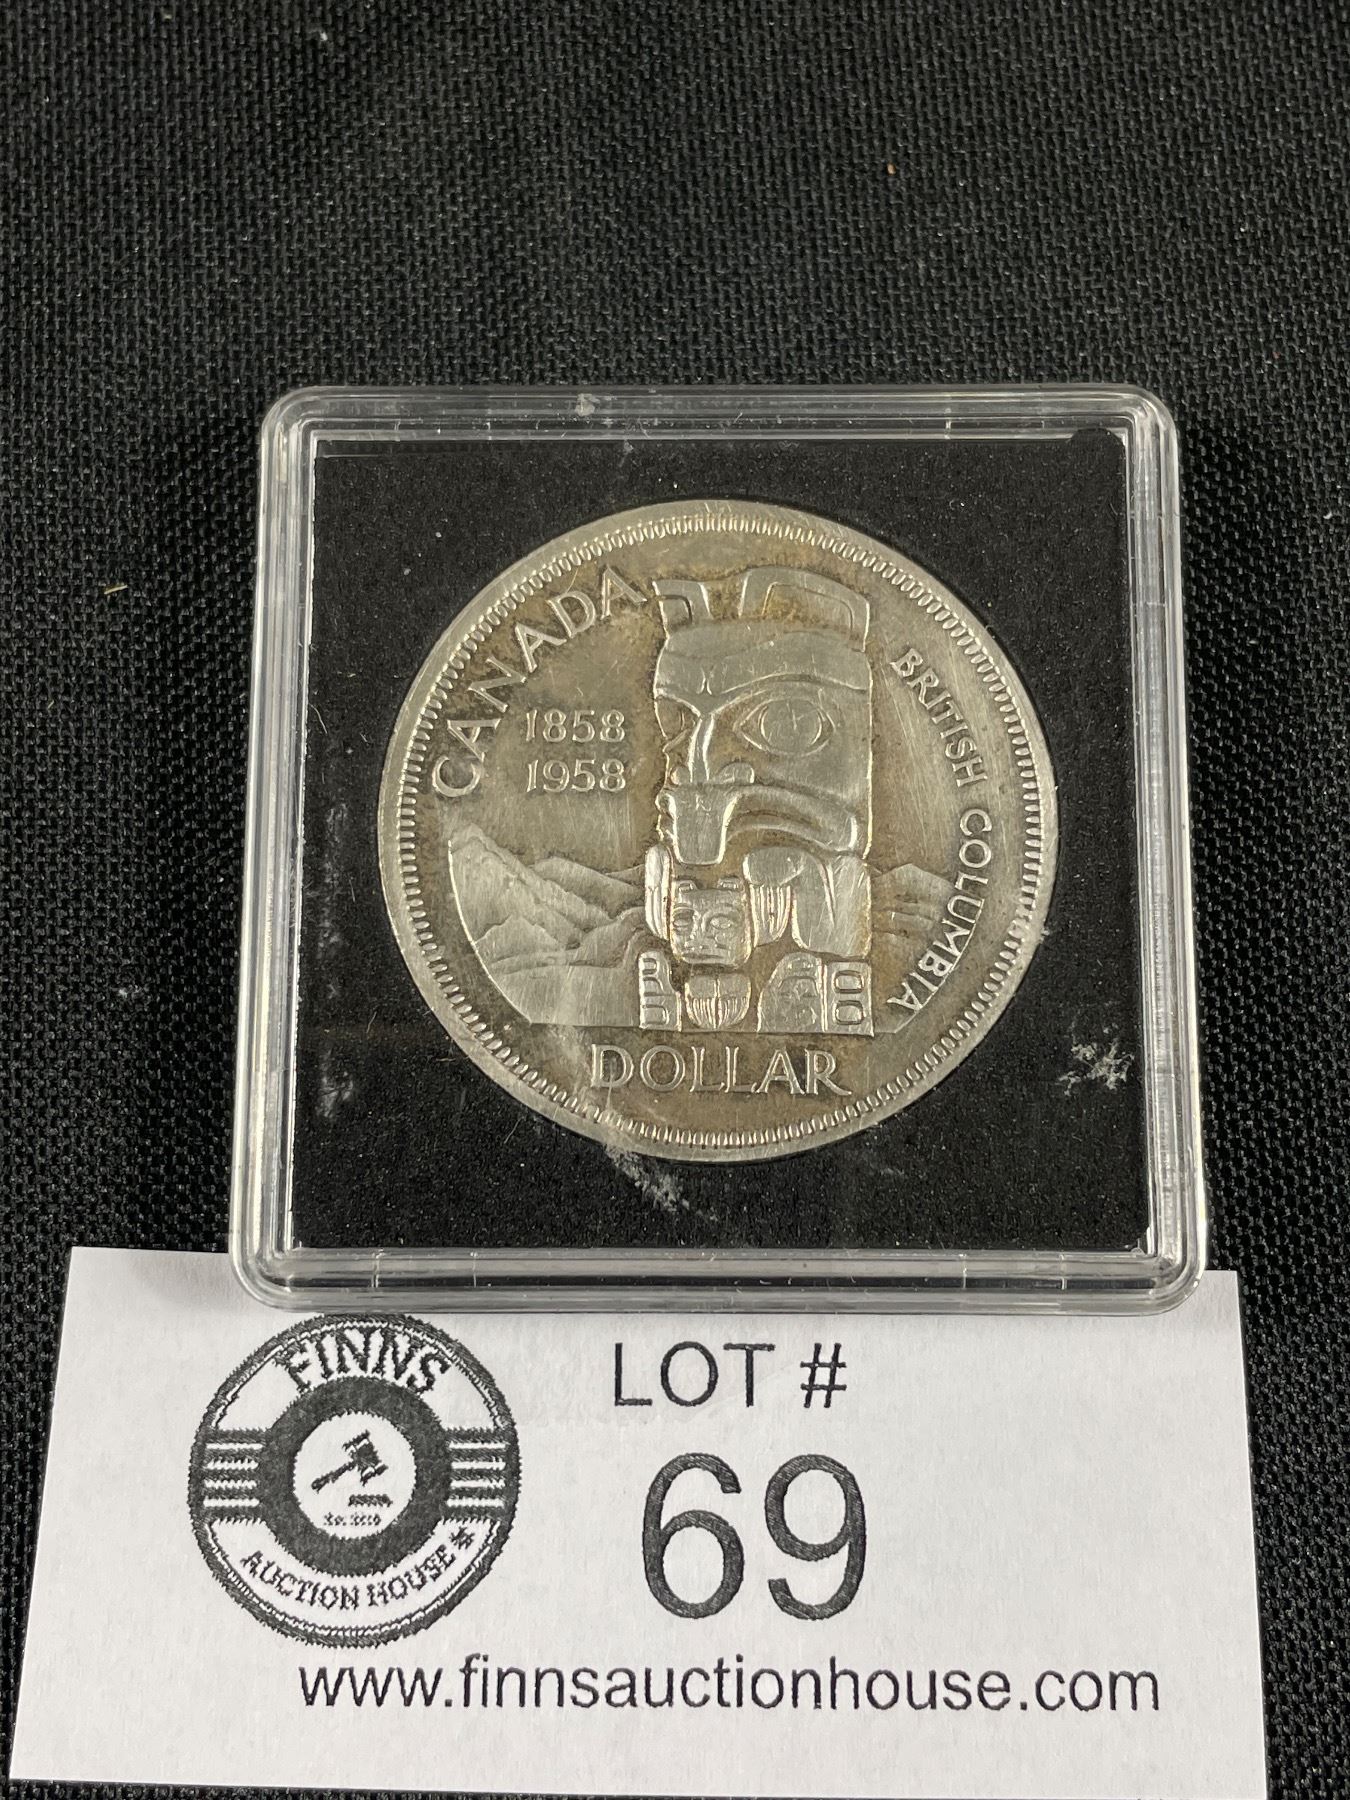 CANADA
1858
1958
BRITISH COLUMBIA
DOLLAR
LOT #
FINNS
AUCTION HOUSE
69
www.finnsauctionhouse.com